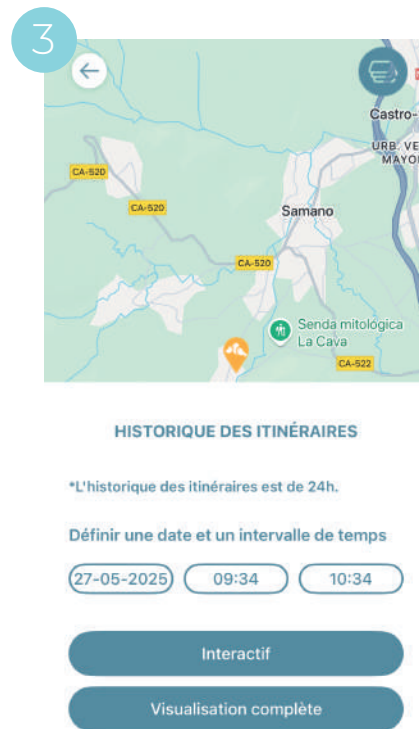 3
Castro-
URB. VE
MAYO
CA-520
CA-520
Samano
CA-520
Senda mitológica
La Cava
CA-522
HISTORIQUE DES ITINÉRAIRES
*L'historique des itinéraires est de 24h.
Définir une date et un intervalle de temps
27-05-2025 09:34 10:34
Interactif
Visualisation complète